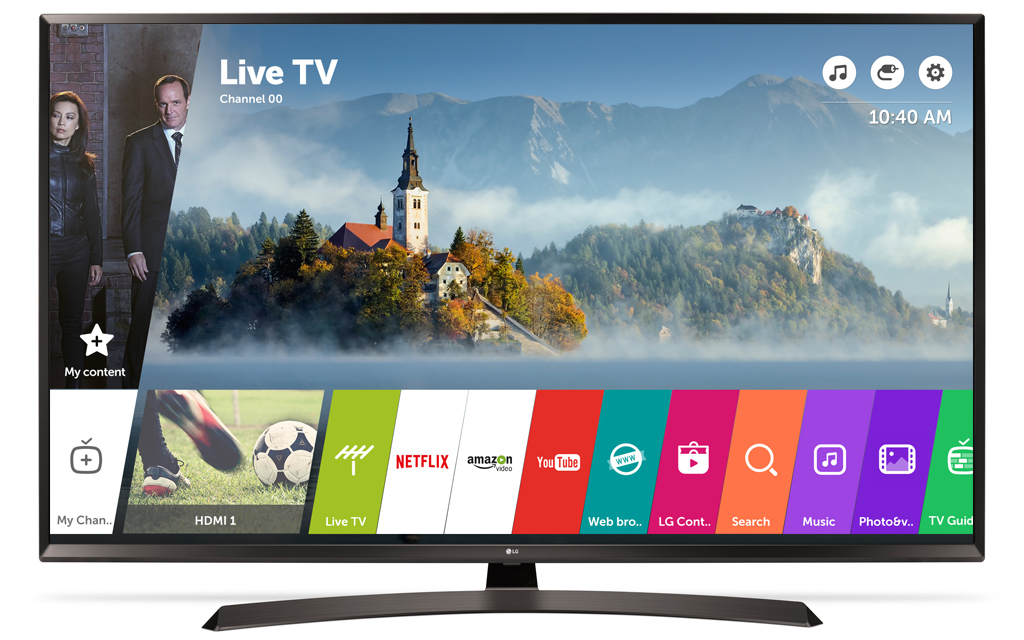 Live TV
Channel 00
10:40 AM
My content
My Chan..
HDMI 1
Live TV
NETFLIX
amazon
video
YouTube
WWW
Web bro..
LG Cont..
Search
Music
Photo&v..
TV Guid
LG